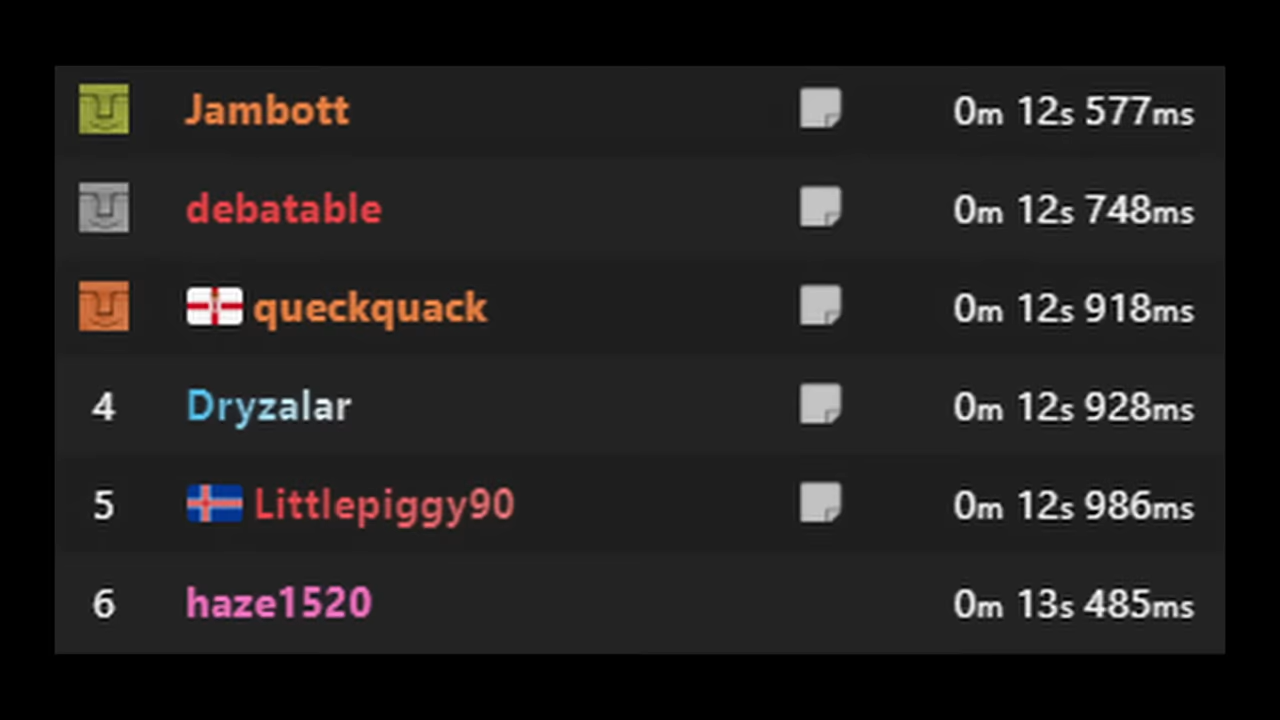 Jambott 0m 12s 577ms
debatable 0m 12s 748ms
queckquack 0m 12s 918ms
4 Dryzalar 0m 12s 928ms
5 Littlepiggy90 0m 12s 986ms
6 haze1520 0m 13s 485ms